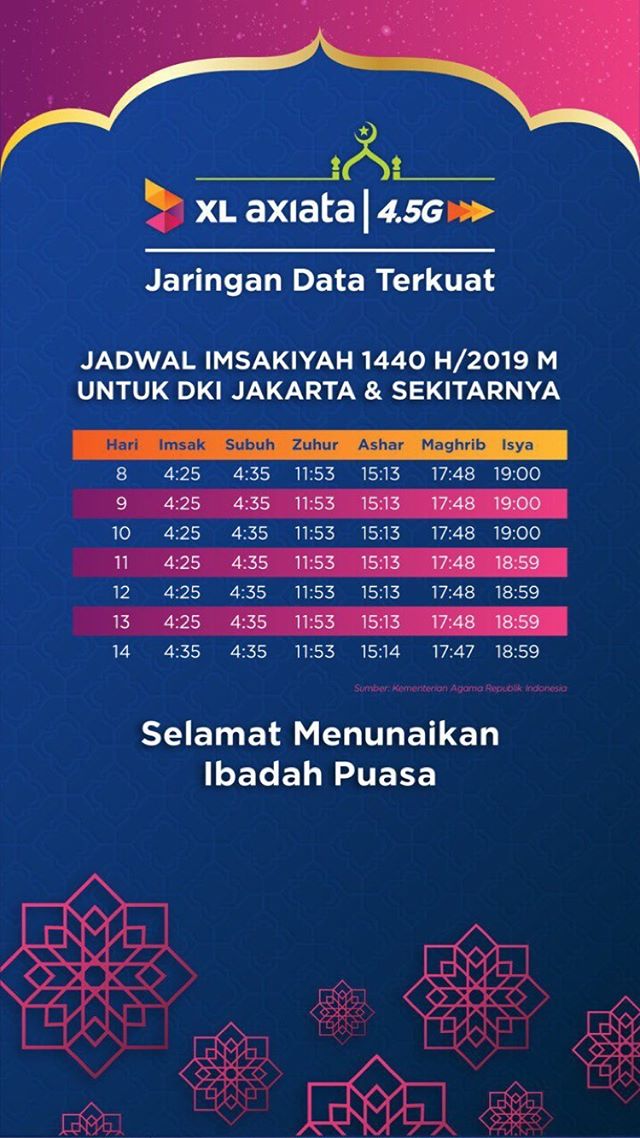 XL axiata | 4.5G
Jaringan Data Terkuat
JADWAL IMSAKIYAH 1440 H/2019 M
UNTUK DKI JAKARTA & SEKITARNYA
Hari Imsak Subuh Zuhur Ashar Maghrib Isya
8 4:25 4:35 11:53 15:13 17:48 19:00
9 4:25 4:35 11:53 15:13 17:48 19:00
10 4:25 4:35 11:53 15:13 17:48 19:00
11 4:25 4:35 11:53 15:13 17:48 18:59
12 4:25 4:35 11:53 15:13 17:48 18:59
13 4:25 4:35 11:53 15:13 17:48 18:59
14 4:35 4:35 11:53 15:14 17:47 18:59
Sumber: Kementerian Agama Republik Indonesia
Selamat Menunaikan
Ibadah Puasa